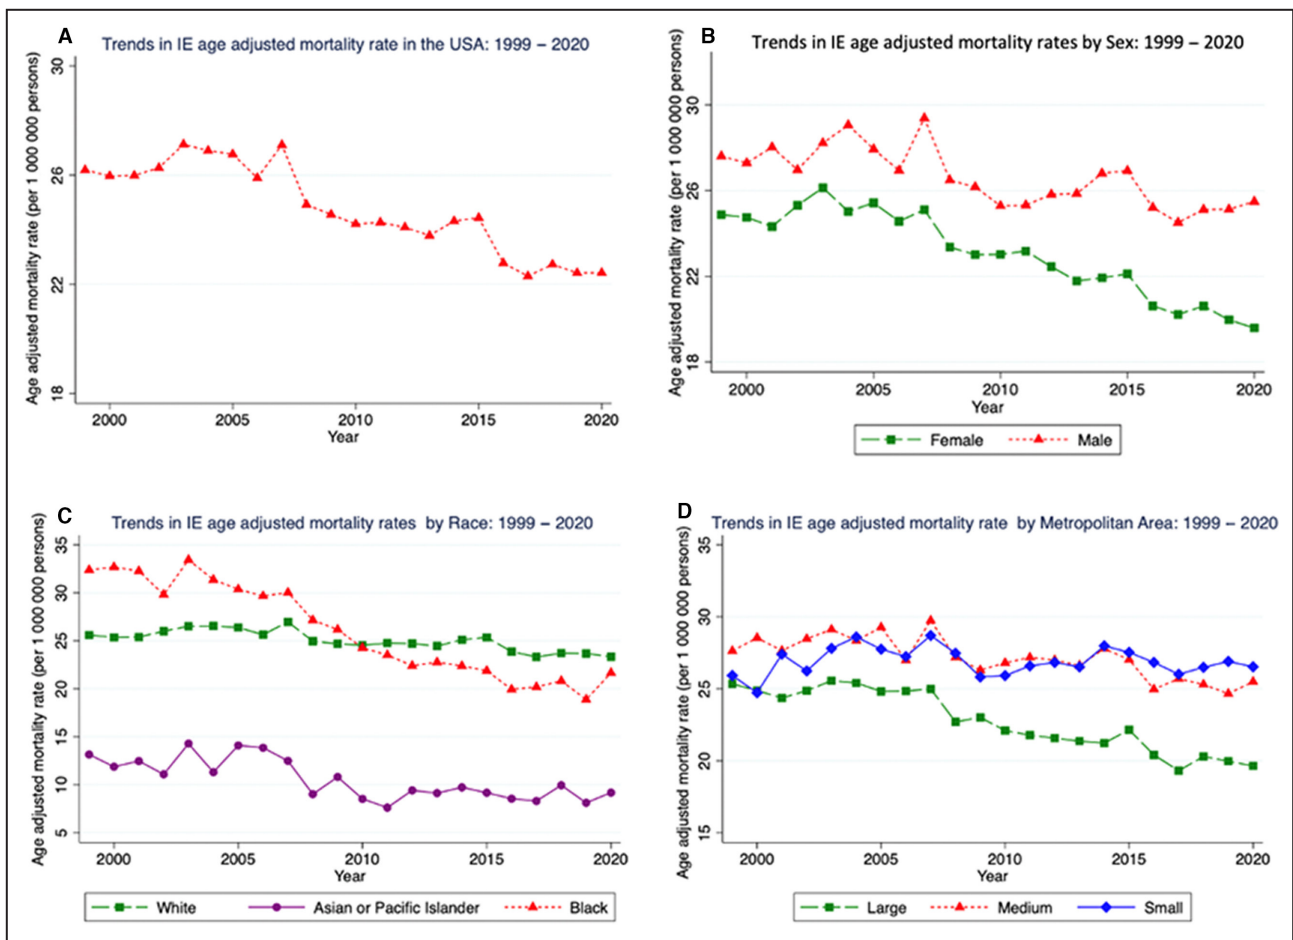 A
Trends in IE age adjusted mortality rate in the USA: 1999 – 2020
Age adjusted mortality rate (per 1 000 000 persons)
30
26
22
18
2000 2005 2010 2015 2020
Year
B
Trends in IE age adjusted mortality rates by Sex: 1999 – 2020
Age adjusted mortality rate (per 1 000 000 persons)
30
26
22
18
2000 2005 2010 2015 2020
Year
Female Male
C
Trends in IE age adjusted mortality rates by Race: 1999 – 2020
Age adjusted mortality rate (per 1 000 000 persons)
35
30
25
20
15
10
5
2000 2005 2010 2015 2020
Year
White Asian or Pacific Islander Black
D
Trends in IE age adjusted mortality rate by Metropolitan Area: 1999 – 2020
Age adjusted mortality rate (per 1 000 000 persons)
35
30
25
20
15
2000 2005 2010 2015 2020
Year
Large Medium Small